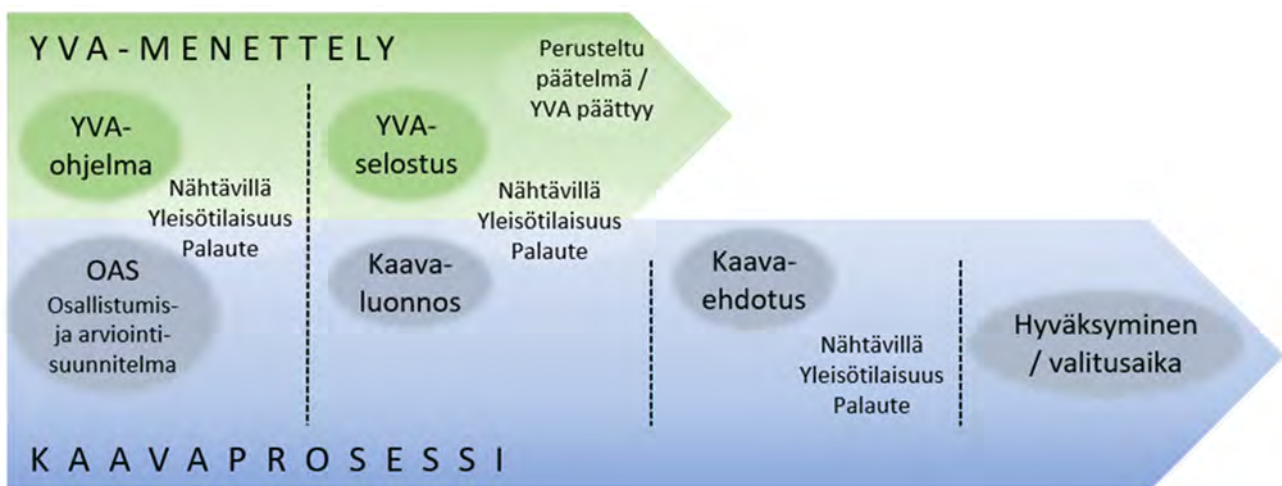 YVA-MENETTELY
YVA-
ohjelma
Nähtävillä
Yleisötilaisuus
Palaute
YVA-
selostus
Nähtävillä
Yleisötilaisuus
Palaute
Perusteltu
päätelmä /
YVA päättyy
OAS
Osallistumis-
ja arviointi-
suunnitelma
Kaava-
luonnos
Kaava-
ehdotus
Nähtävillä
Yleisötilaisuus
Palaute
Hyväksyminen
/ valitusaika
KAAVAPROSESSI